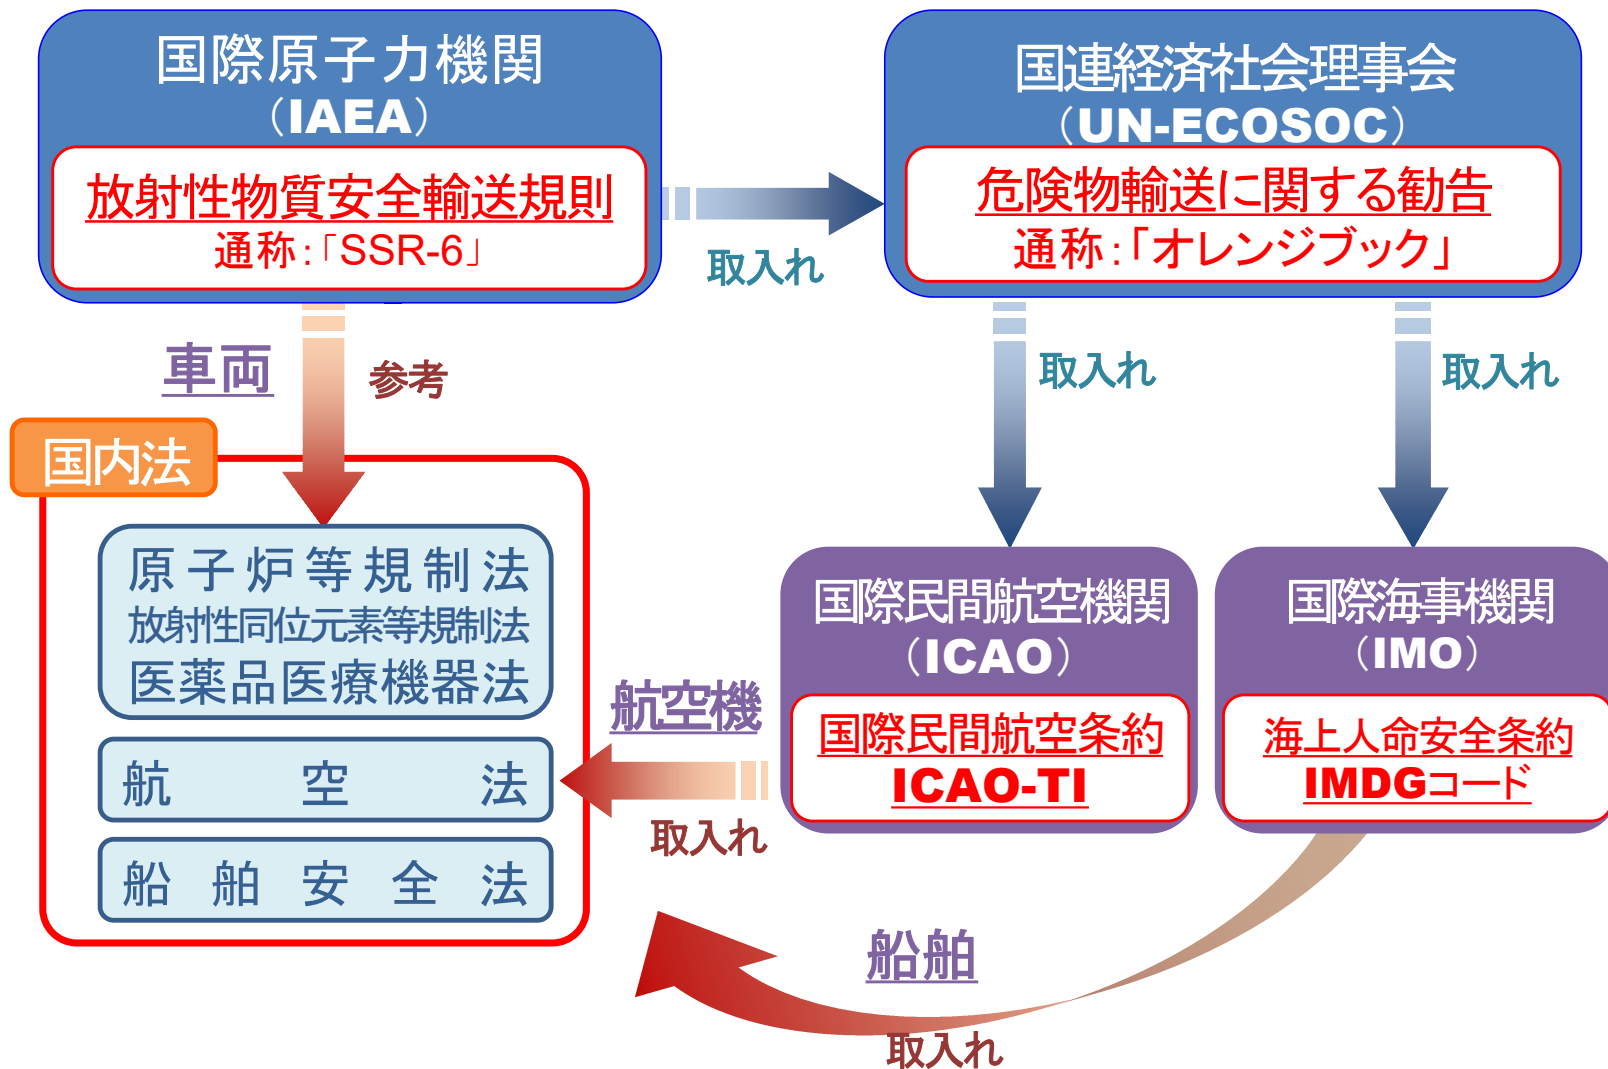 国際原子力機関
（IAEA）
放射性物質安全輸送規則
通称：「SSR-6」
取入れ
国連経済社会理事会
（UN-ECOSOC）
危険物輸送に関する勧告
通称：「オレンジブック」
車両
参考
取入れ
取入れ
国内法
原子炉等規制法
放射性同位元素等規制法
医薬品医療機器法
航空法
船舶安全法
国際民間航空機関
（ICAO）
国際民間航空条約
ICAO-TI
国際海事機関
（IMO）
海上人命安全条約
IMDGコード
航空機
取入れ
船舶
取入れ